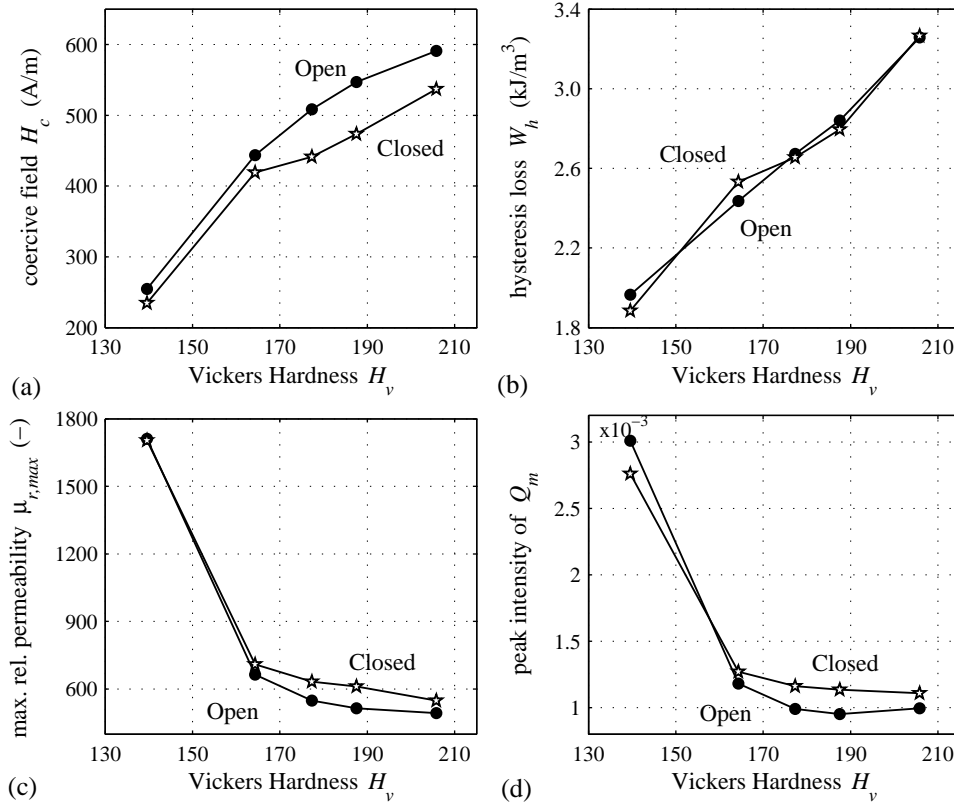 600
500
400
300
200
130 150 170 190 210
coercive field H_c (A/m)
Open
Closed
Vickers Hardness H_v
(a)
3.4
3.0
2.6
2.2
1.8
130 150 170 190 210
hysteresis loss W_h (kJ/m^3)
Closed
Open
Vickers Hardness H_v
(b)
1800
1500
1200
900
600
130 150 170 190 210
max. rel. permeability μ_{r,max} (−)
Closed
Open
Vickers Hardness H_v
(c)
x10^{−3}
3
2.5
2
1.5
1
130 150 170 190 210
peak intensity of Q_m
Closed
Open
Vickers Hardness H_v
(d)